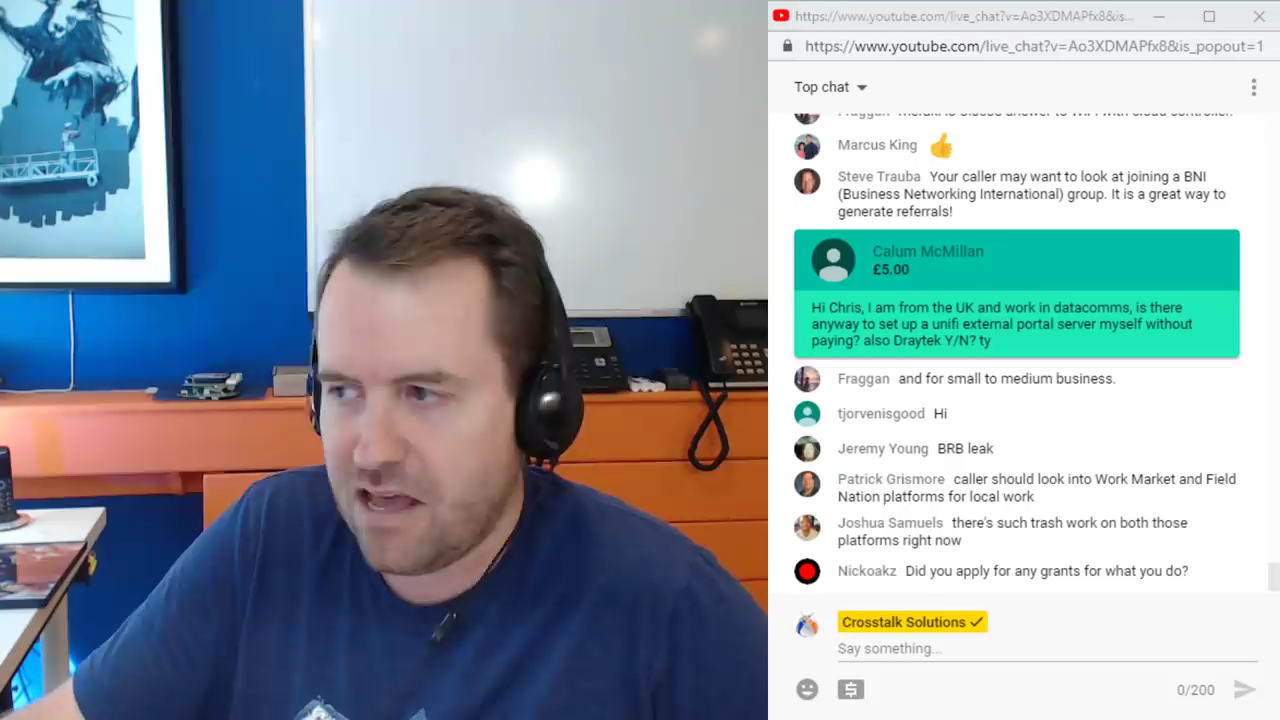 https://www.youtube.com/live_chat?v=Ao3XDMAPfx8&is...
https://www.youtube.com/live_chat?v=Ao3XDMAPfx8&is_popout=1
Top chat
Marcus King
Steve Trauba Your caller may want to look at joining a BNI
(Business Networking International) group. It is a great way to
generate referrals!
Calum McMillan
£5.00
Hi Chris, I am from the UK and work in datacomms, is there
anyway to set up a unifi external portal server myself without
paying? also Draytek Y/N? ty
Fraggan and for small to medium business.
tjorvenisgood Hi
Jeremy Young BRB leak
Patrick Grismore caller should look into Work Market and Field
Nation platforms for local work
Joshua Samuels there's such trash work on both those
platforms right now
Nickoakz Did you apply for any grants for what you do?
Crosstalk Solutions
Say something...
0/200